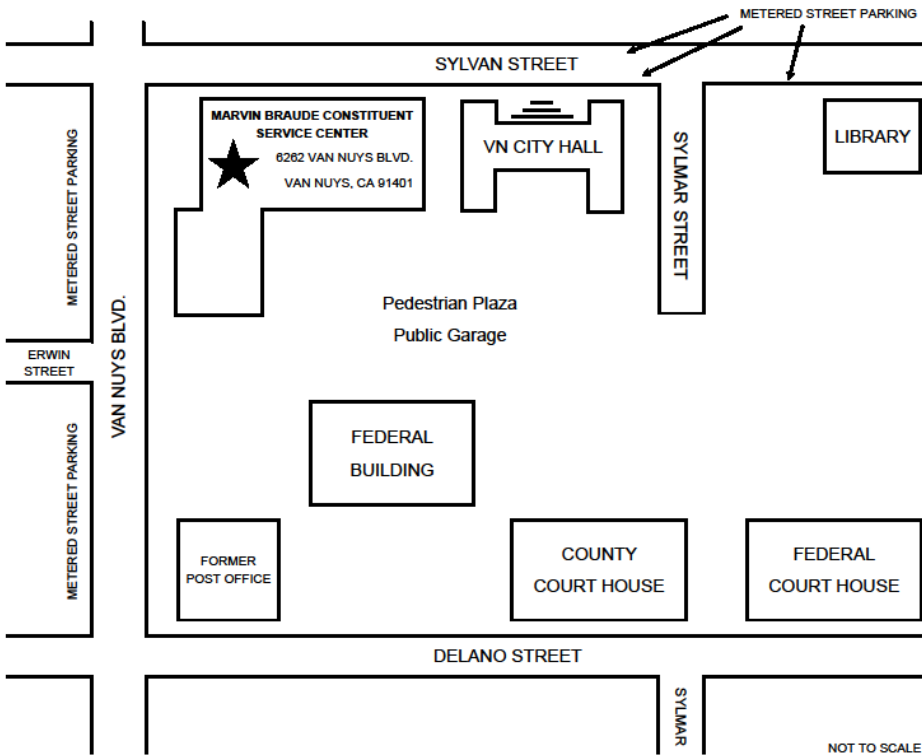 METERED STREET PARKING
SYLVAN STREET
MARVIN BRAUDE CONSTITUENT
SERVICE CENTER
6262 VAN NUYS BLVD.
VAN NUYS, CA 91401
VN CITY HALL
LIBRARY
SYLMAR STREET
METERED STREET PARKING
VAN NUYS BLVD.
Pedestrian Plaza
Public Garage
ERWIN
STREET
METERED STREET PARKING
FEDERAL
BUILDING
FORMER
POST OFFICE
COUNTY
COURT HOUSE
FEDERAL
COURT HOUSE
DELANO STREET
SYLMAR
NOT TO SCALE